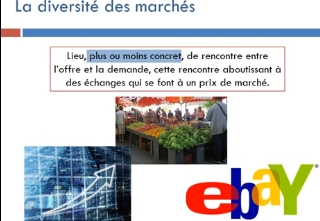 La diversité des marchés
Lieu, plus ou moins concret, de rencontre entre
l'offre et la demande, cette rencontre aboutissant à
des échanges qui se font à un prix de marché.
ebaY